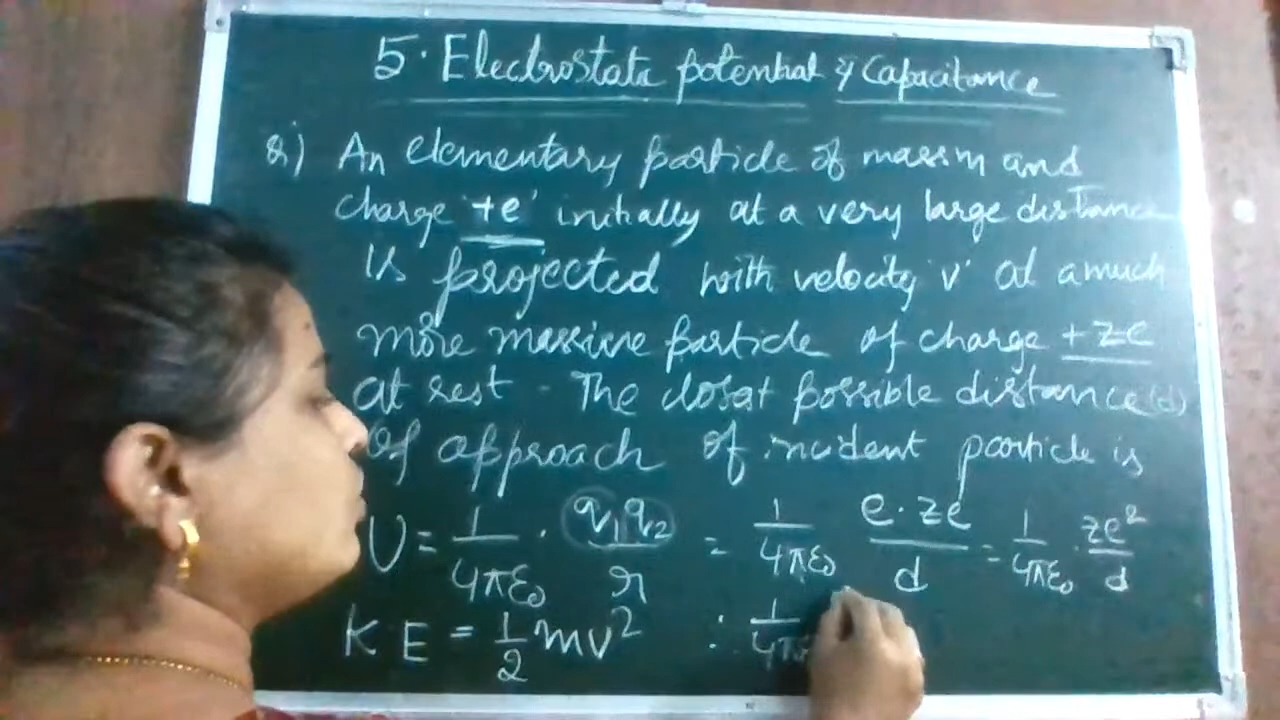 5. Electrostatic potential & Capacitance
Q) An elementary particle of mass m and
charge '+e' initially at a very large distance
is projected with velocity 'v' at a much
more massive particle of charge +ze
at rest - The closest possible distance (d)
of approach of incident particle is
U = 1/4πε₀ · q₁q₂/r = 1/4πε₀ e·ze/d = 1/4πε₀ · ze²/d
KE = 1/2 mv² ∴ 1/4π